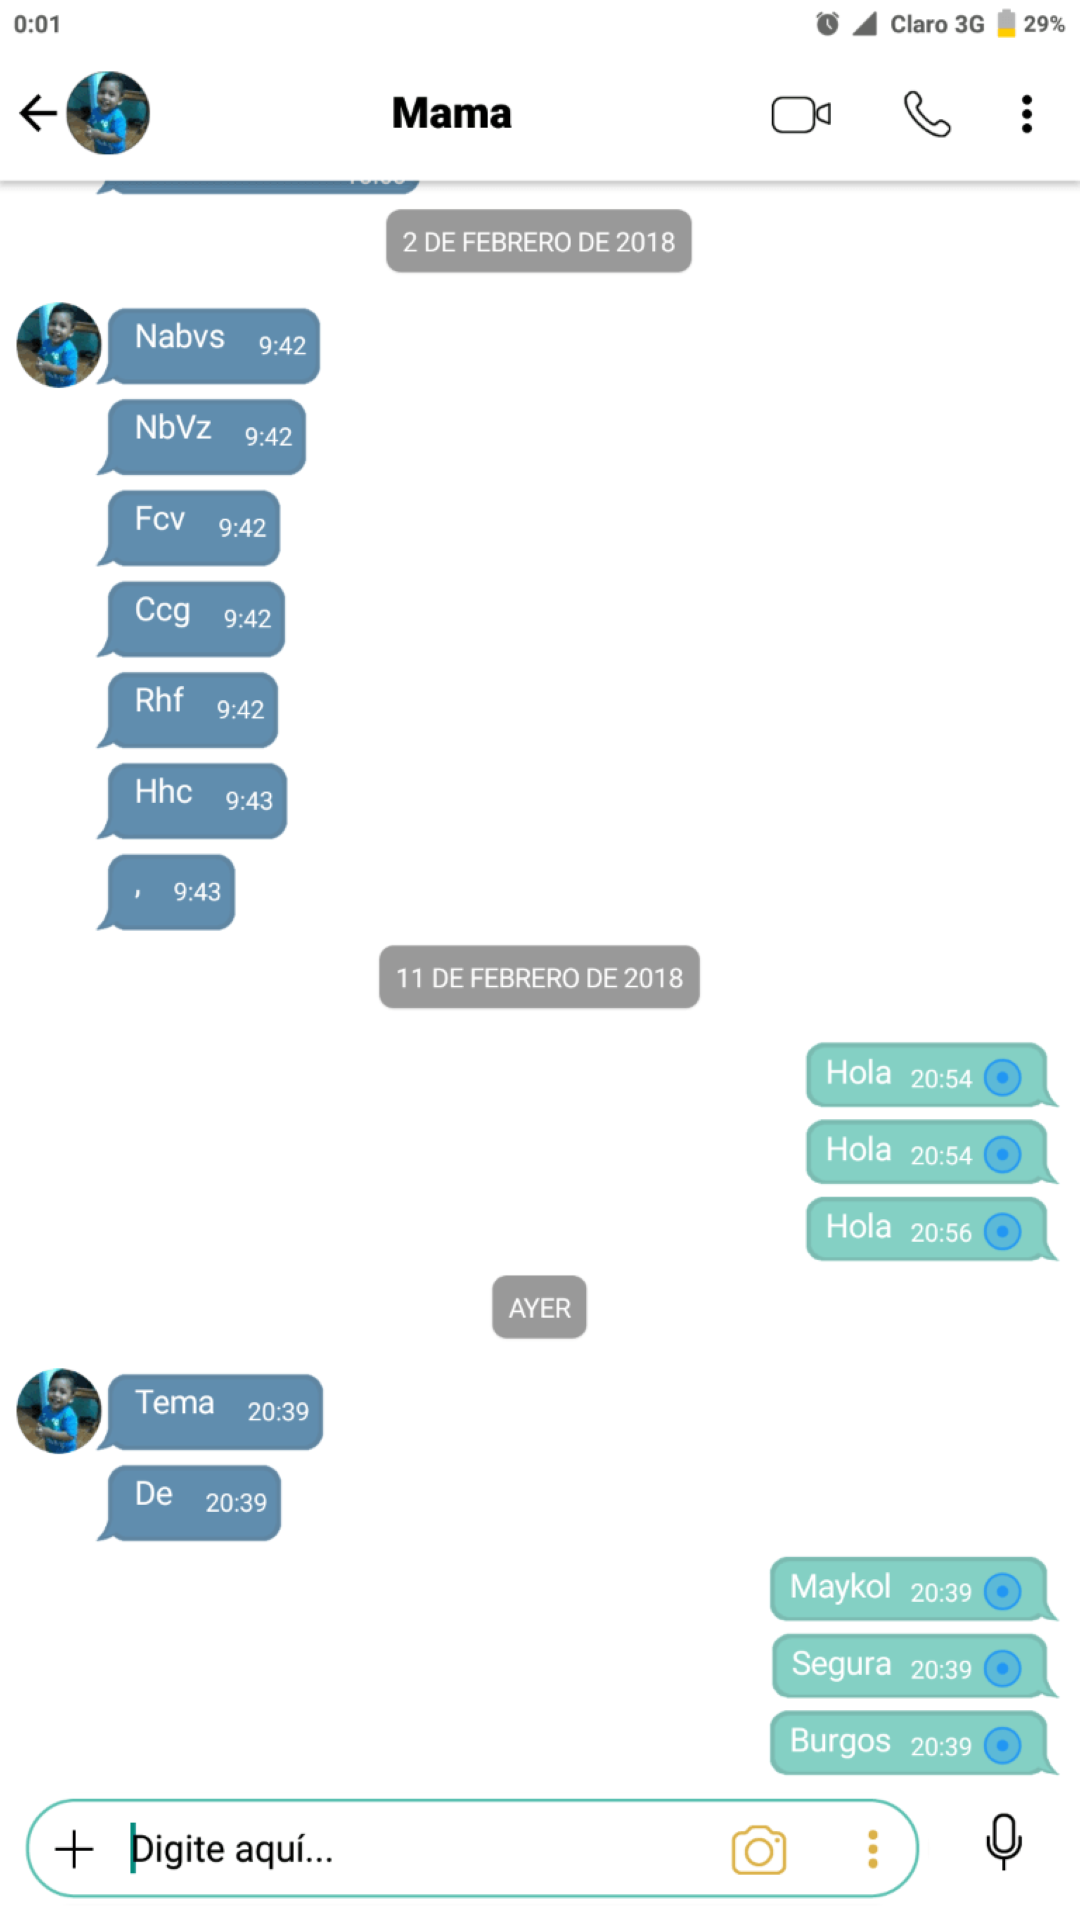 0:01 Claro 3G 29%
Mama
2 DE FEBRERO DE 2018
Nabvs 9:42
NbVz 9:42
Fcv 9:42
Ccg 9:42
Rhf 9:42
Hhc 9:43
, 9:43
11 DE FEBRERO DE 2018
Hola 20:54
Hola 20:54
Hola 20:56
AYER
Tema 20:39
De 20:39
Maykol 20:39
Segura 20:39
Burgos 20:39
Digite aquí...